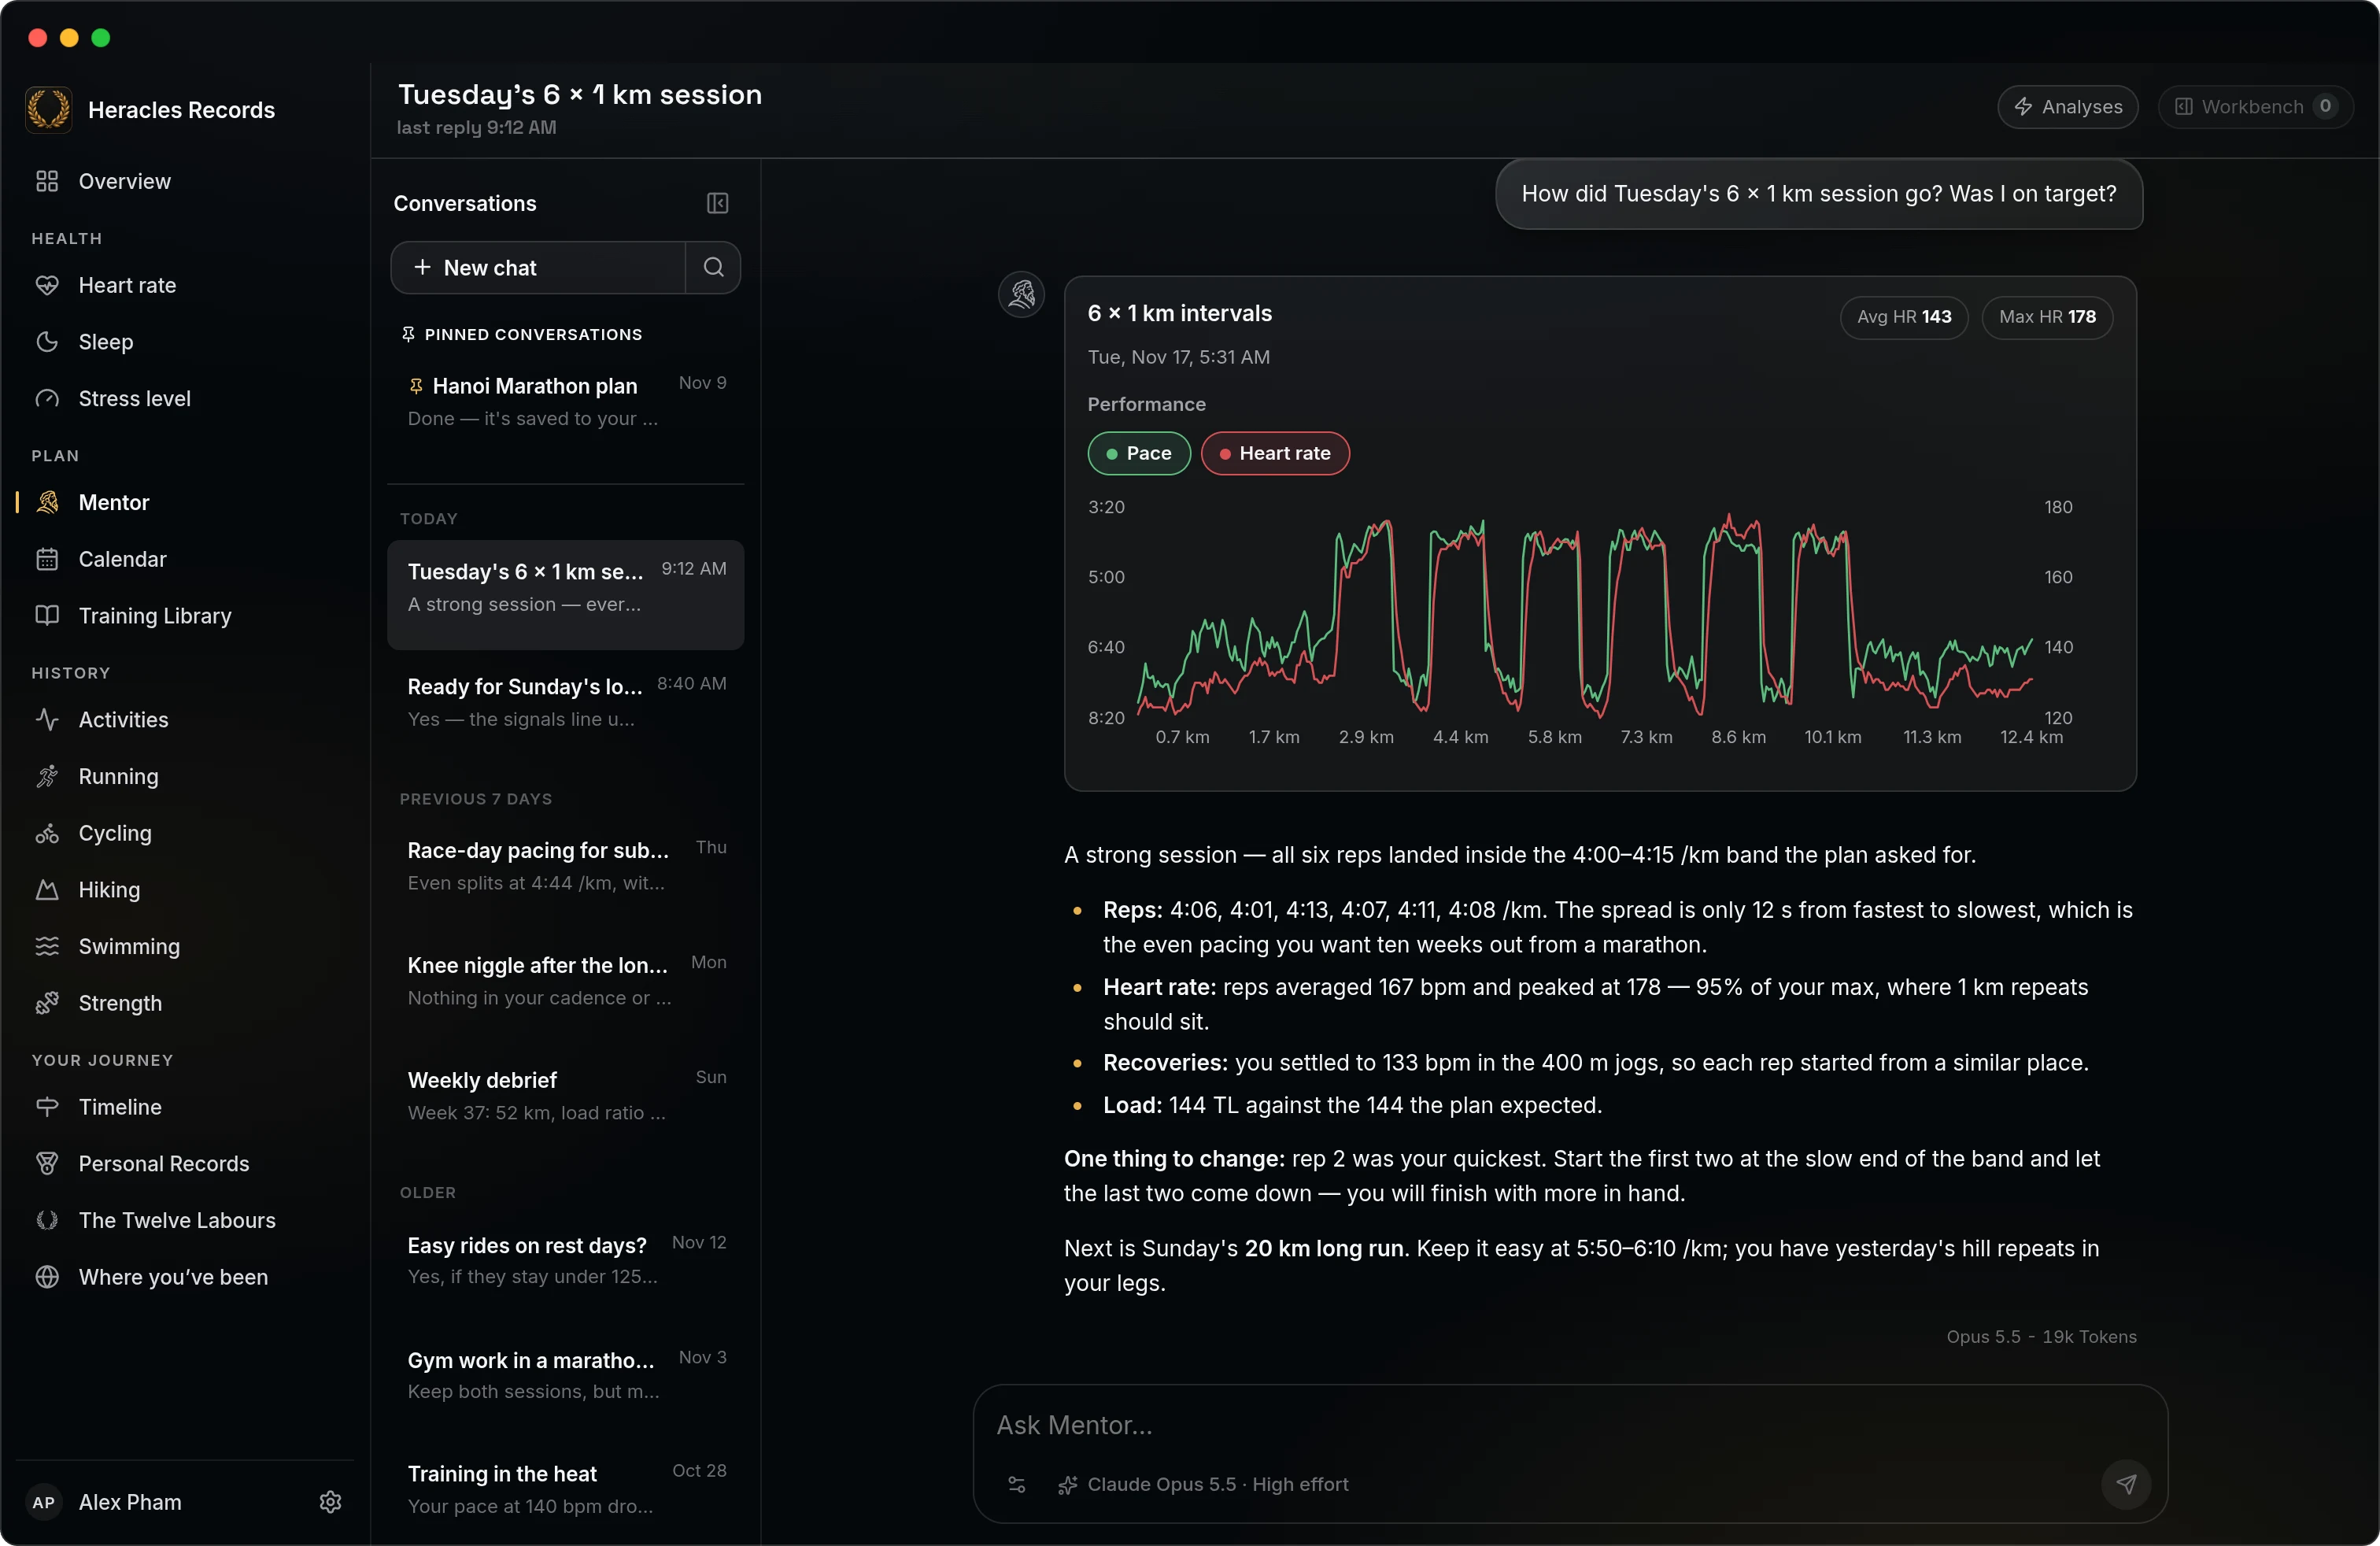 Heracles Records
Overview
HEALTH
Heart rate
Sleep
Stress level
PLAN
Mentor
Calendar
Training Library
HISTORY
Activities
Running
Cycling
Hiking
Swimming
Strength
YOUR JOURNEY
Timeline
Personal Records
The Twelve Labours
Where you’ve been
AP Alex Pham
Tuesday’s 6 × 1 km session
last reply 9:12 AM
Analyses
Workbench 0
Conversations
+ New chat
PINNED CONVERSATIONS
Hanoi Marathon plan Nov 9
Done — it's saved to your ...
TODAY
Tuesday's 6 × 1 km se... 9:12 AM
A strong session — ever...
Ready for Sunday's lo... 8:40 AM
Yes — the signals line u...
PREVIOUS 7 DAYS
Race-day pacing for sub... Thu
Even splits at 4:44 /km, wit...
Knee niggle after the lon... Mon
Nothing in your cadence or ...
Weekly debrief Sun
Week 37: 52 km, load ratio ...
OLDER
Easy rides on rest days? Nov 12
Yes, if they stay under 125...
Gym work in a maratho... Nov 3
Keep both sessions, but m...
Training in the heat Oct 28
Your pace at 140 bpm dro...
How did Tuesday's 6 × 1 km session go? Was I on target?
6 × 1 km intervals
Avg HR 143
Max HR 178
Tue, Nov 17, 5:31 AM
Performance
Pace
Heart rate
3:20 180
5:00 160
6:40 140
8:20 120
0.7 km 1.7 km 2.9 km 4.4 km 5.8 km 7.3 km 8.6 km 10.1 km 11.3 km 12.4 km
A strong session — all six reps landed inside the 4:00–4:15 /km band the plan asked for.
Reps: 4:06, 4:01, 4:13, 4:07, 4:11, 4:08 /km. The spread is only 12 s from fastest to slowest, which is
the even pacing you want ten weeks out from a marathon.
Heart rate: reps averaged 167 bpm and peaked at 178 — 95% of your max, where 1 km repeats
should sit.
Recoveries: you settled to 133 bpm in the 400 m jogs, so each rep started from a similar place.
Load: 144 TL against the 144 the plan expected.
One thing to change: rep 2 was your quickest. Start the first two at the slow end of the band and let
the last two come down — you will finish with more in hand.
Next is Sunday's 20 km long run. Keep it easy at 5:50–6:10 /km; you have yesterday's hill repeats in
your legs.
Opus 5.5 - 19k Tokens
Ask Mentor...
Claude Opus 5.5 · High effort